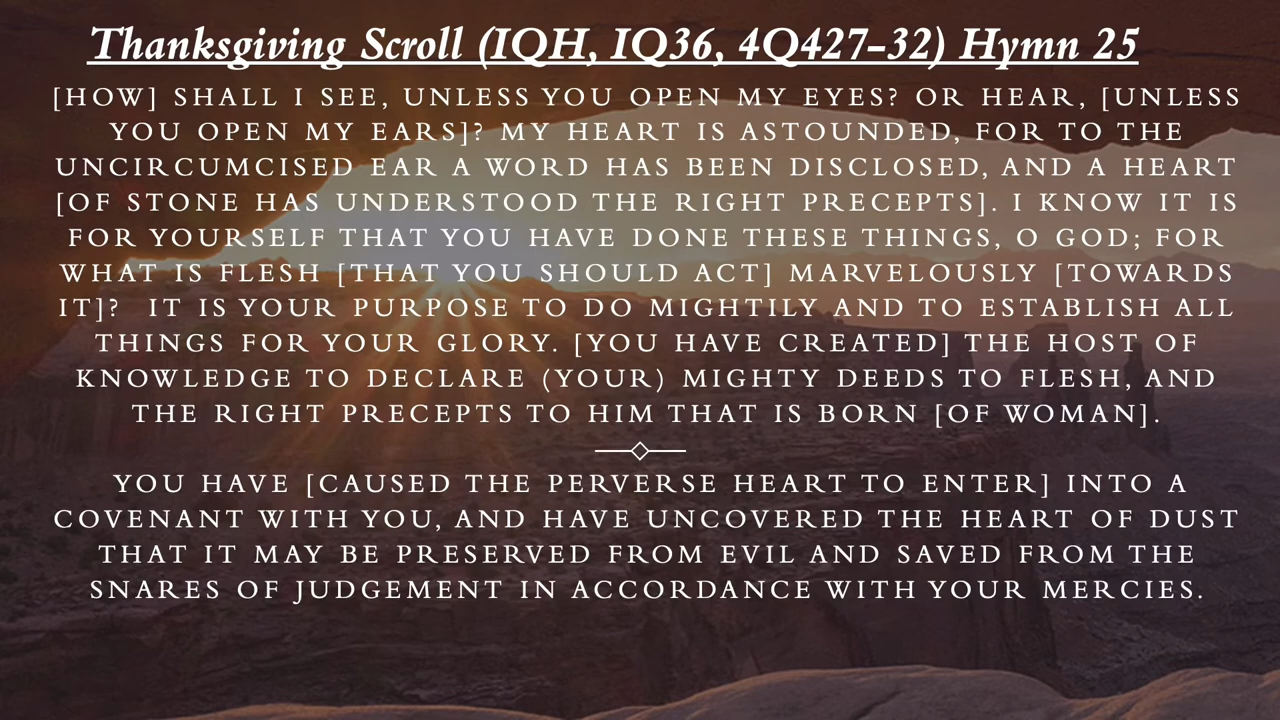 Thanksgiving Scroll (IQH, IQ36, 4Q427-32) Hymn 25
[HOW] SHALL I SEE, UNLESS YOU OPEN MY EYES? OR HEAR, [UNLESS
YOU OPEN MY EARS]? MY HEART IS ASTOUNDED, FOR TO THE
UNCIRCUMCISED EAR A WORD HAS BEEN DISCLOSED, AND A HEART
[OF STONE HAS UNDERSTOOD THE RIGHT PRECEPTS]. I KNOW IT IS
FOR YOURSELF THAT YOU HAVE DONE THESE THINGS, O GOD; FOR
WHAT IS FLESH [THAT YOU SHOULD ACT] MARVELOUSLY [TOWARDS
IT]? IT IS YOUR PURPOSE TO DO MIGHTILY AND TO ESTABLISH ALL
THINGS FOR YOUR GLORY. [YOU HAVE CREATED] THE HOST OF
KNOWLEDGE TO DECLARE (YOUR) MIGHTY DEEDS TO FLESH, AND
THE RIGHT PRECEPTS TO HIM THAT IS BORN [OF WOMAN].
YOU HAVE [CAUSED THE PERVERSE HEART TO ENTER] INTO A
COVENANT WITH YOU, AND HAVE UNCOVERED THE HEART OF DUST
THAT IT MAY BE PRESERVED FROM EVIL AND SAVED FROM THE
SNARES OF JUDGEMENT IN ACCORDANCE WITH YOUR MERCIES.